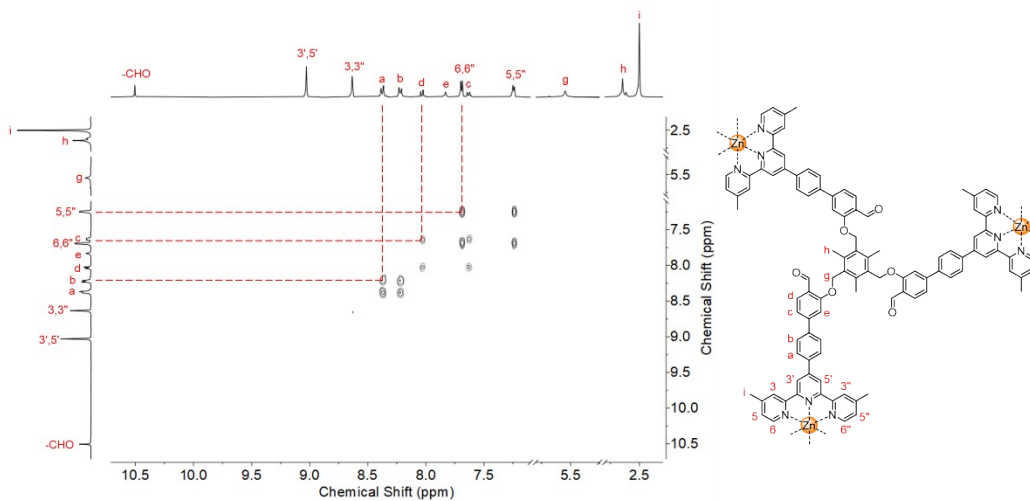 -CHO
3',5'
3,3''
a
b
d
e
6,6''
c
5,5''
g
h
i
i
h
g
5,5''
c
6,6''
e
d
b
a
3,3''
3',5'
-CHO
2.5
5.5
7.5
8.0
8.5
9.0
9.5
10.0
10.5
Chemical Shift (ppm)
10.5
10.0
9.5
9.0
8.5
8.0
7.5
5.5
2.5
Chemical Shift (ppm)
N
Zn
N
N
O
O
N
Zn
N
N
h
O
g
O
O
O
d
c
e
b
a
3'
5'
i
3
3''
5
N
N
N
5''
6
Zn
6''